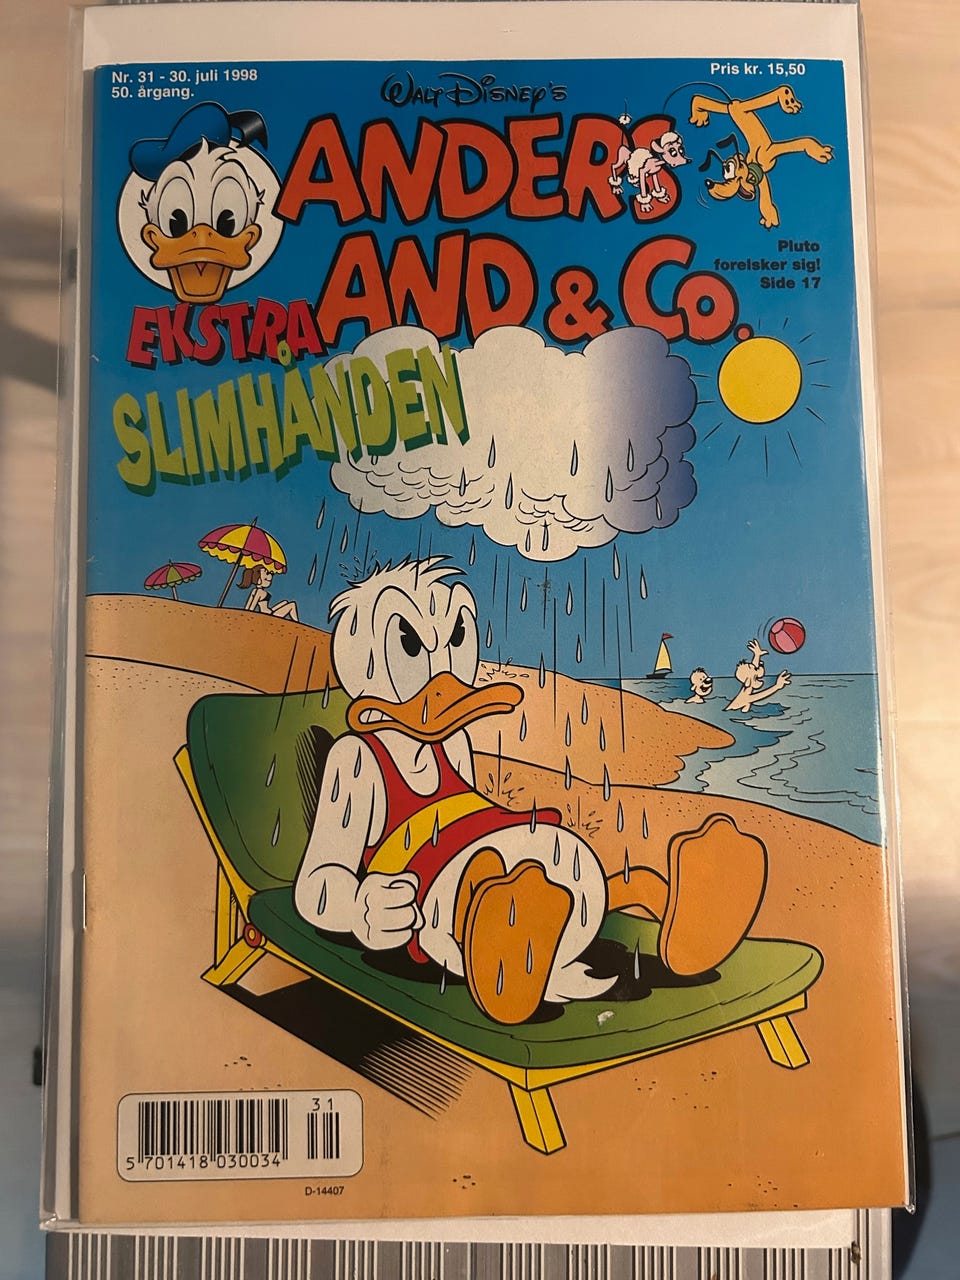 Nr. 31 - 30. juli 1998
50. årgang.
Pris kr. 15,50
WALT DISNEY'S
ANDERS
AND & Co.
Pluto
forelsker sig!
Side 17
EKSTRA
SLIMHÅNDEN
31
5 701418 030034
D-14407